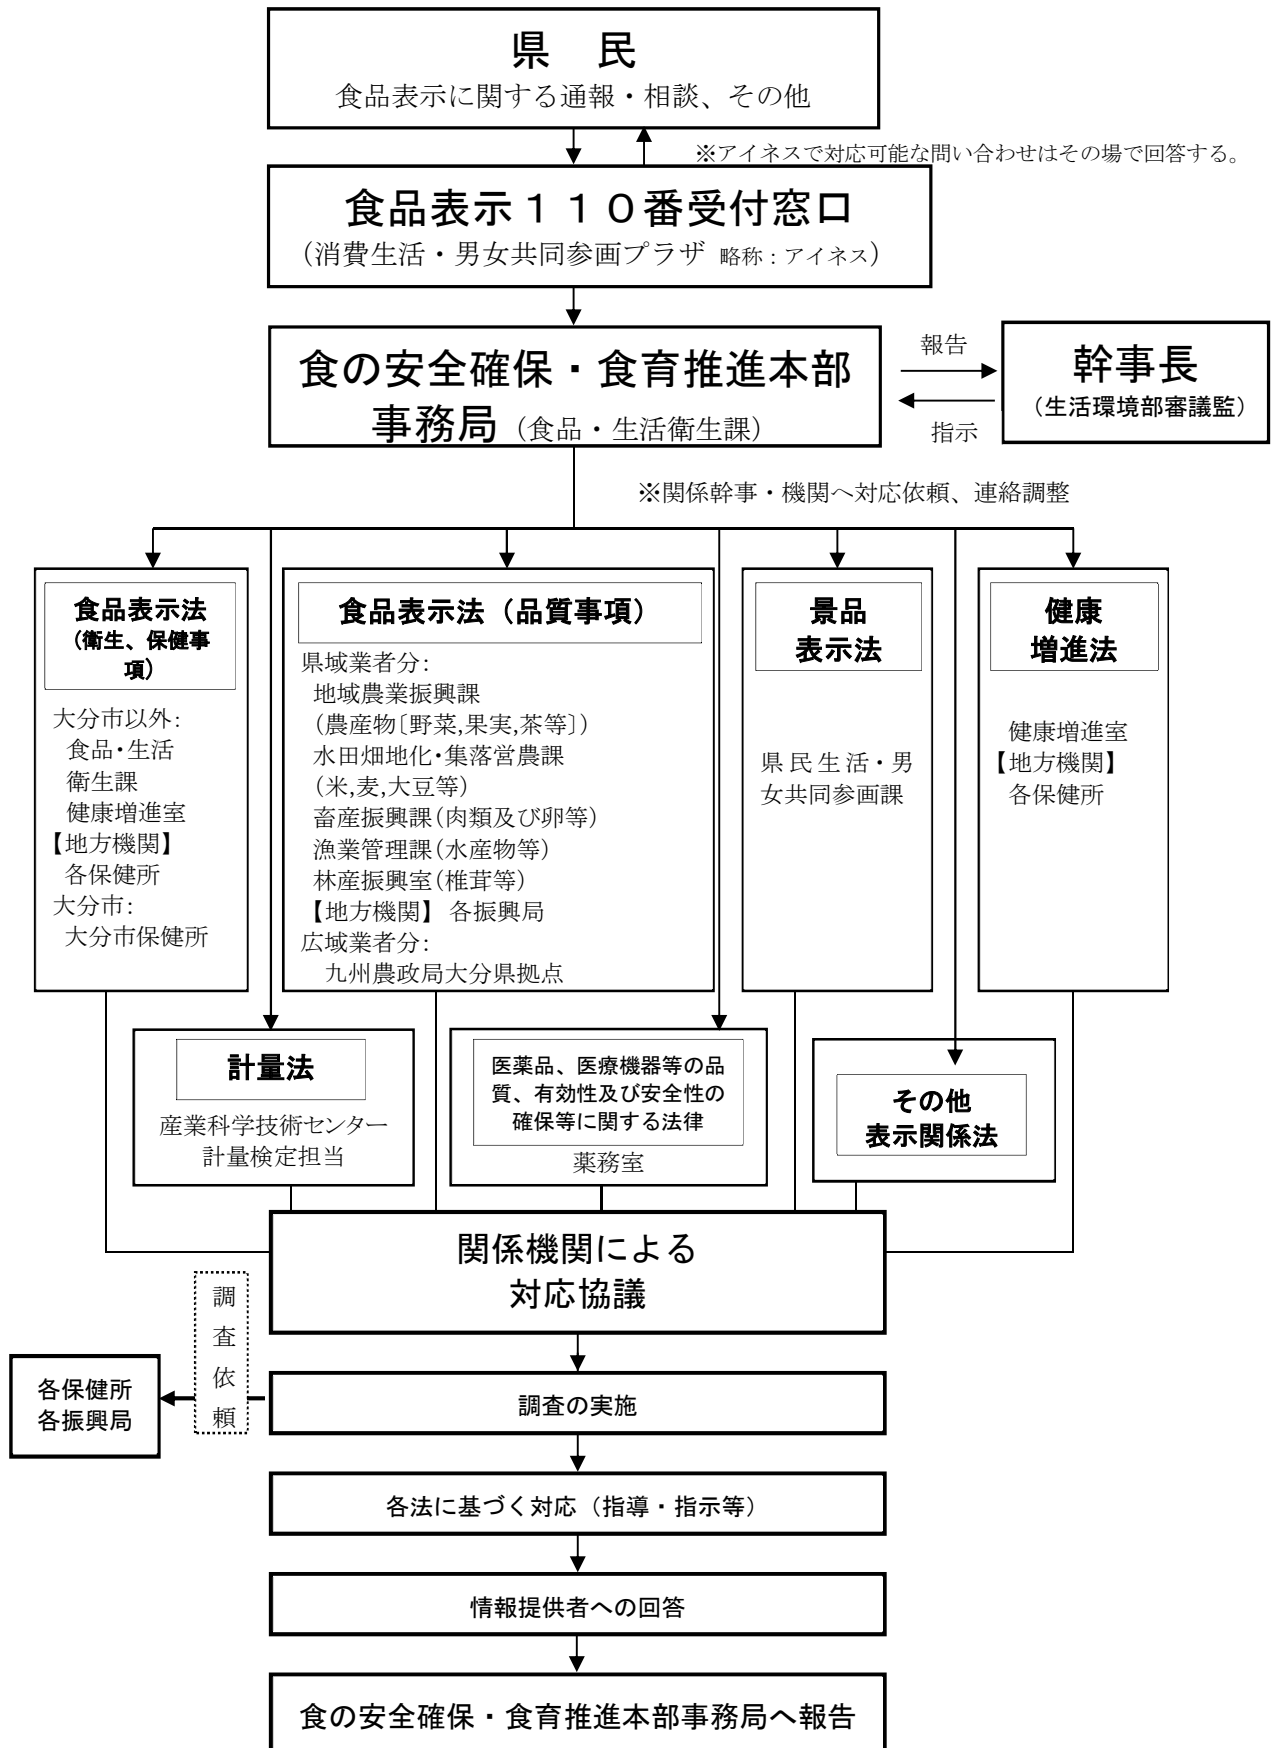 県　民
食品表示に関する通報・相談、その他
※アイネスで対応可能な問い合わせはその場で回答する。
食品表示１１０番受付窓口
（消費生活・男女共同参画プラザ 略称：アイネス）
食の安全確保・食育推進本部
事務局（食品・生活衛生課）
報告
指示
幹事長
（生活環境部審議監）
※関係幹事・機関へ対応依頼、連絡調整
食品表示法
（衛生、保健事
項）
大分市以外：
食品・生活
衛生課
健康増進室
【地方機関】
各保健所
大分市：
大分市保健所
食品表示法（品質事項）
県域業者分：
地域農業振興課
（農産物〔野菜,果実,茶等〕）
水田畑地化・集落営農課
（米,麦,大豆等）
畜産振興課（肉類及び卵等）
漁業管理課（水産物等）
林産振興室（椎茸等）
【地方機関】 各振興局
広域業者分：
九州農政局大分県拠点
景品
表示法
県民生活・男
女共同参画課
健康
増進法
健康増進室
【地方機関】
各保健所
計量法
産業科学技術センター
計量検定担当
医薬品、医療機器等の品
質、有効性及び安全性の
確保等に関する法律
薬務室
その他
表示関係法
関係機関による
対応協議
調査依頼
各保健所
各振興局
調査の実施
各法に基づく対応（指導・指示等）
情報提供者への回答
食の安全確保・食育推進本部事務局へ報告